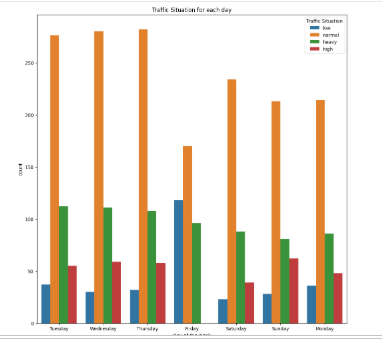 Traffic Situation for each day
Traffic Situation
low
normal
heavy
high
250
200
150
100
50
0
count
Tuesday Wednesday Thursday Friday Saturday Sunday Monday